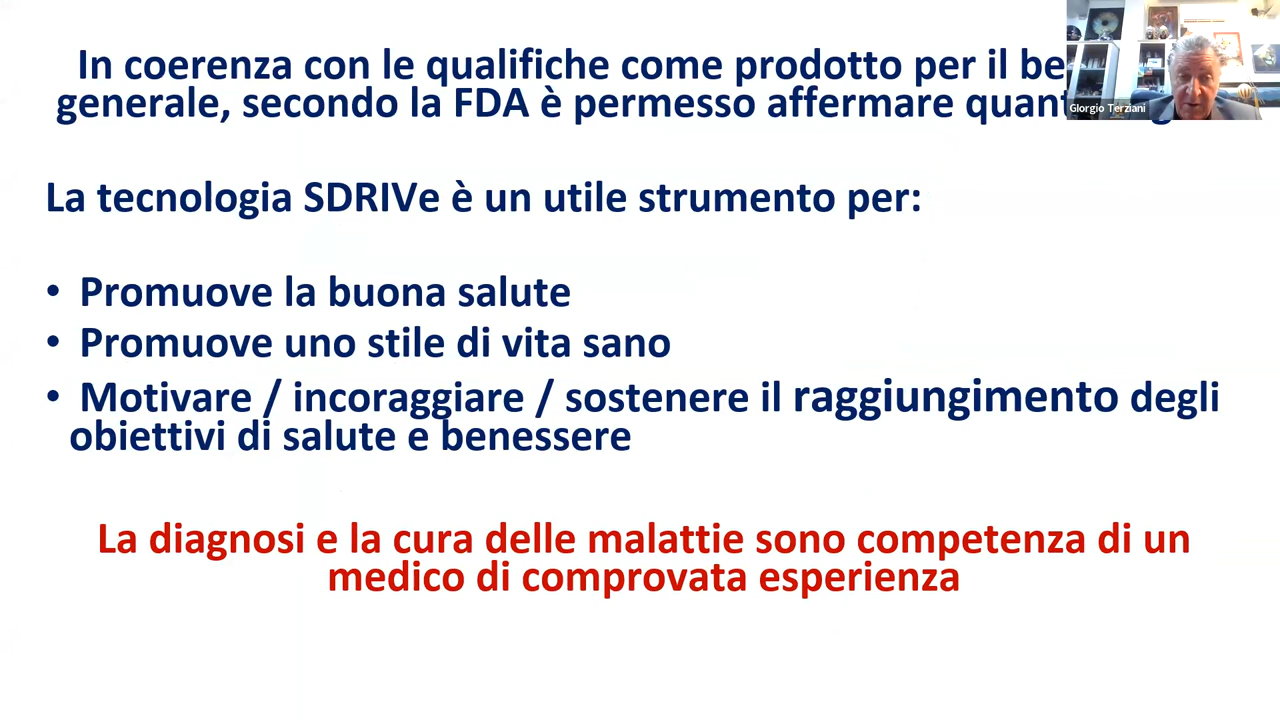 In coerenza con le qualifiche come prodotto per il
generale, secondo la FDA è permesso affermare
Giorgio Terziani
La tecnologia SDRIVe è un utile strumento per:
• Promuove la buona salute
• Promuove uno stile di vita sano
• Motivare / incoraggiare / sostenere il raggiungimento degli
obiettivi di salute e benessere
La diagnosi e la cura delle malattie sono competenza di un
medico di comprovata esperienza